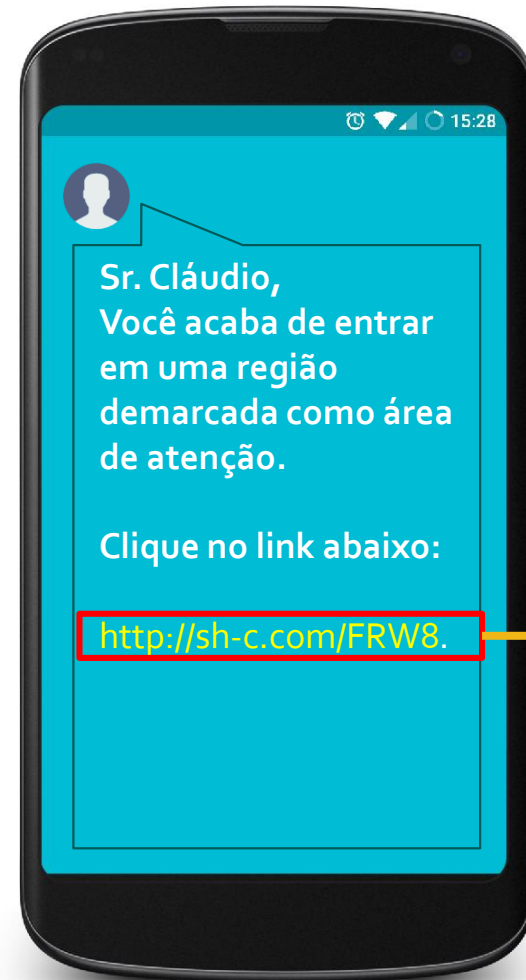 15:28
Sr. Cláudio,
Você acaba de entrar
em uma região
demarcada como área
de atenção.
Clique no link abaixo:
http://sh-c.com/FRW8.